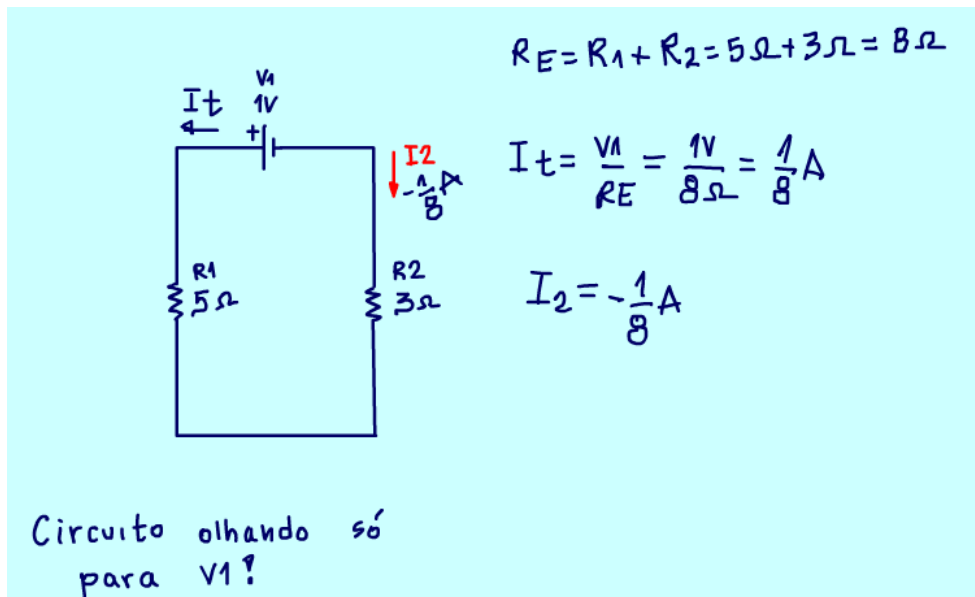 RE = R1 + R2 = 5Ω + 3Ω = 8Ω
V1
1V
It
+
I2
-1/8 A
It = V1/RE = 1V/8Ω = 1/8 A
R1
5Ω
R2
3Ω
I2 = -1/8 A
Circuito olhando só
para V1!